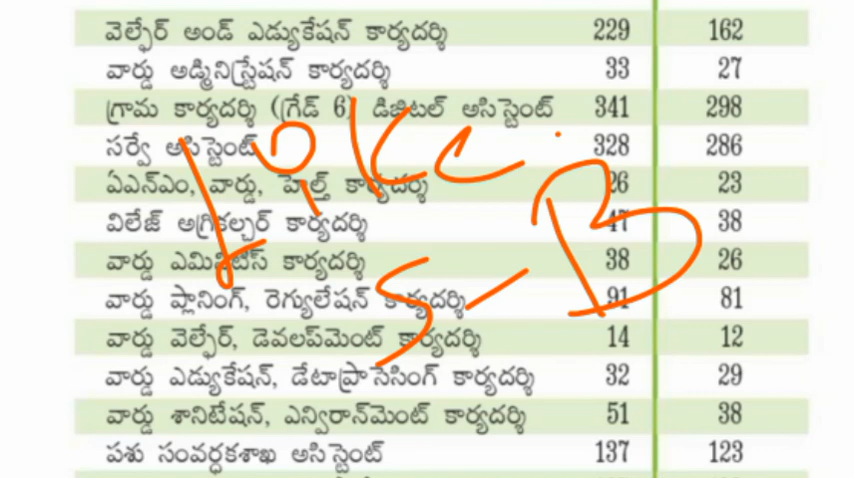 వెల్ఫేర్ అండ్ ఎడ్యుకేషన్ కార్యదర్శి 229 162
వార్డు అడ్మినిస్ట్రేషన్ కార్యదర్శి 33 27
గ్రామ కార్యదర్శి (గ్రేడ్ 6) డిజిటల్ అసిస్టెంట్ 341 298
సర్వే అసిస్టెంట్ 328 286
ఏఎన్ఎం, వార్డు, హెల్త్ కార్యదర్శి 26 23
విలేజ్ అగ్రికల్చర్ కార్యదర్శి 47 38
వార్డు ఎమినిటీస్ కార్యదర్శి 38 26
వార్డు ప్లానింగ్, రెగ్యులేషన్ కార్యదర్శి 91 81
వార్డు వెల్ఫేర్, డెవలప్‌మెంట్ కార్యదర్శి 14 12
వార్డు ఎడ్యుకేషన్, డేటాప్రాసెసింగ్ కార్యదర్శి 32 29
వార్డు శానిటేషన్, ఎన్విరాన్‌మెంట్ కార్యదర్శి 51 38
పశు సంవర్ధకశాఖ అసిస్టెంట్ 137 123
Like
S-B